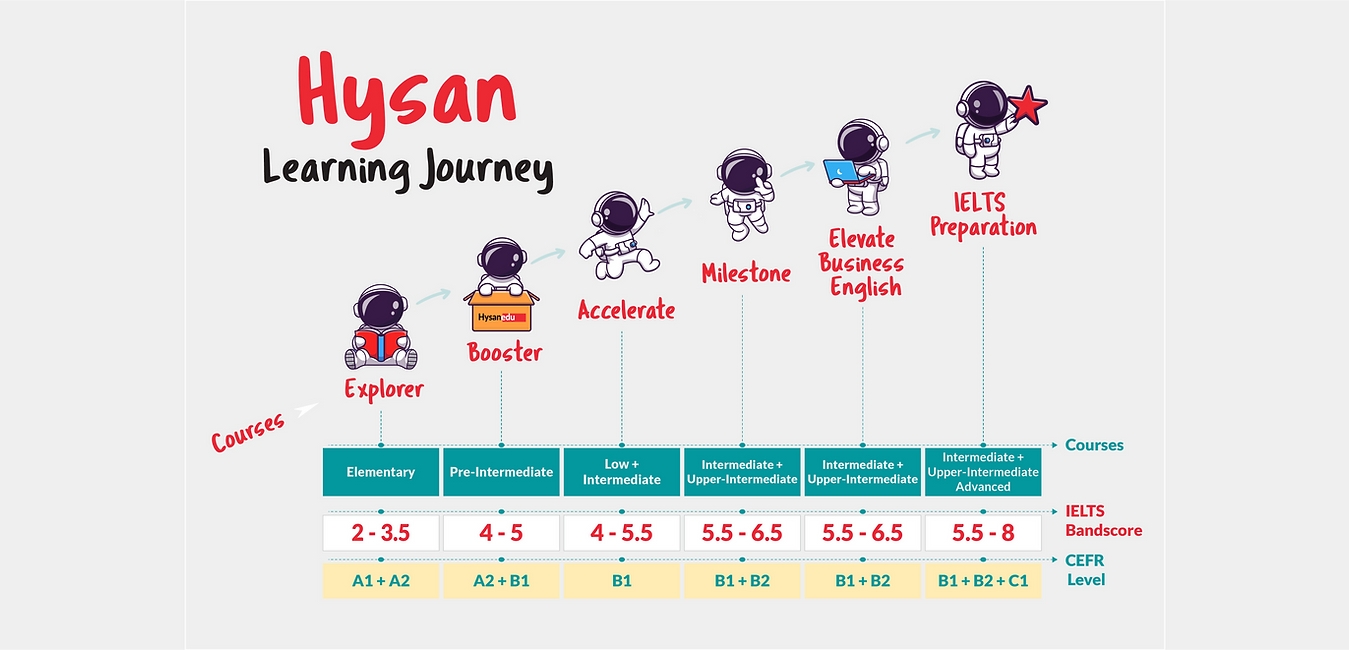 Hysan
Learning Journey
IELTS
Preparation
Elevate
Business
English
Milestone
Accelerate
Hysanedu
Booster
Explorer
Courses
Courses
Elementary
Pre-Intermediate
Low +
Intermediate
Intermediate +
Upper-Intermediate
Intermediate +
Upper-Intermediate
Intermediate +
Upper-Intermediate
Advanced
IELTS
Bandscore
2 - 3.5
4 - 5
4 - 5.5
5.5 - 6.5
5.5 - 6.5
5.5 - 8
CEFR
Level
A1 + A2
A2 + B1
B1
B1 + B2
B1 + B2
B1 + B2 + C1